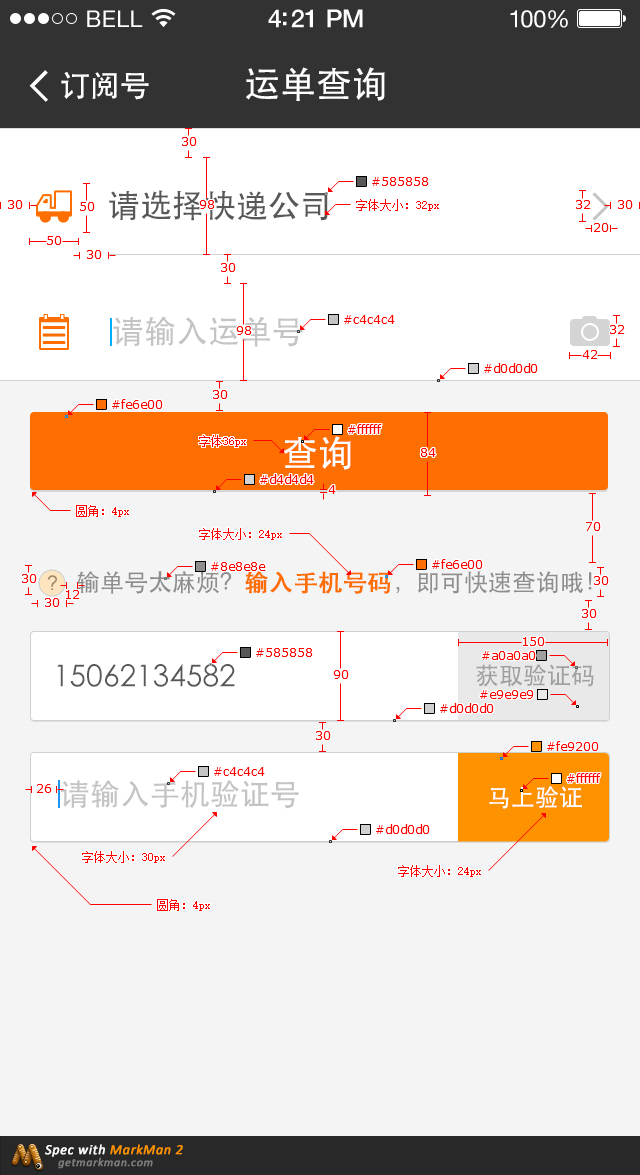 BELL 4:21 PM 100%
订阅号 运单查询
30
#585858
30 50 98 请选择快递公司 字体大小: 32px 32 30
50 30 20
30
#c4c4c4
请输入运单号 98 32
42
#d0d0d0
30
#fe6e00
#ffffff
字体36px
查询 84
#d4d4d4 4
圆角: 4px
70
字体大小: 24px
#8e8e8e #fe6e00
30 ? 输单号太麻烦? 输入手机号码，即可快速查询哦! 30
30 12
30
150
#585858 #a0a0a0
15062134582 90 获取验证码
#e9e9e9
#d0d0d0
30
#fe9200
#c4c4c4 #ffffff
26 请输入手机验证号 马上验证
#d0d0d0
字体大小: 30px
字体大小: 24px
圆角: 4px
Spec with MarkMan 2
getmarkman.com